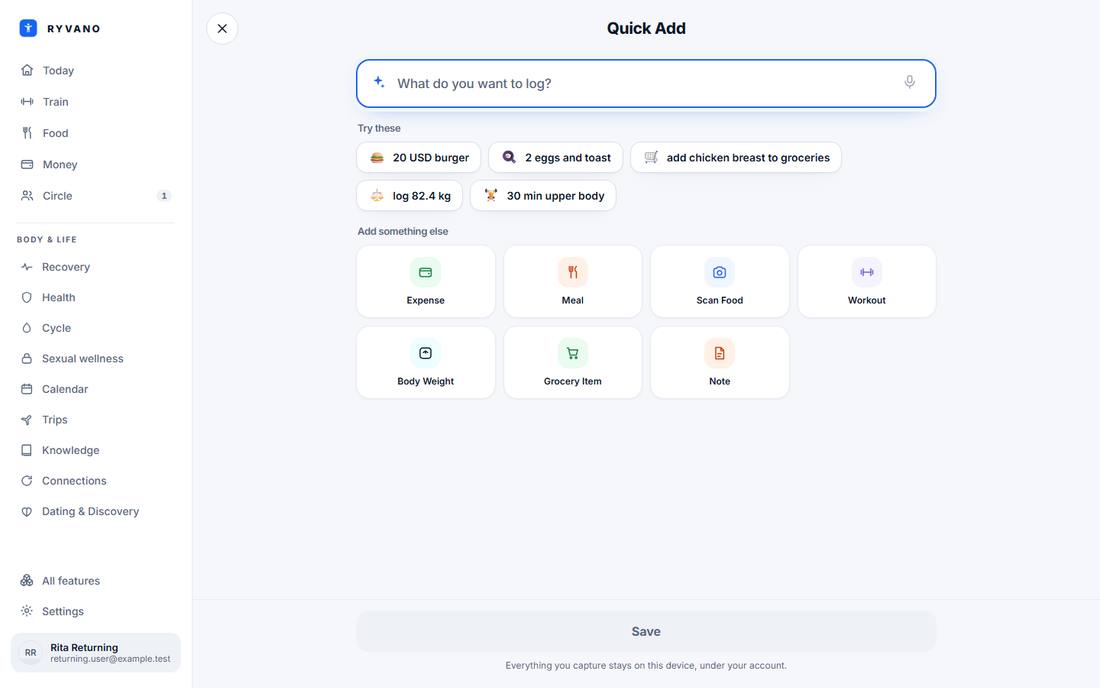 RYVANO
Today
Train
Food
Money
Circle
1
BODY & LIFE
Recovery
Health
Cycle
Sexual wellness
Calendar
Trips
Knowledge
Connections
Dating & Discovery
All features
Settings
RR
Rita Returning
returning.user@example.test
Quick Add
What do you want to log?
Try these
20 USD burger
2 eggs and toast
add chicken breast to groceries
log 82.4 kg
30 min upper body
Add something else
Expense
Meal
Scan Food
Workout
Body Weight
Grocery Item
Note
Save
Everything you capture stays on this device, under your account.